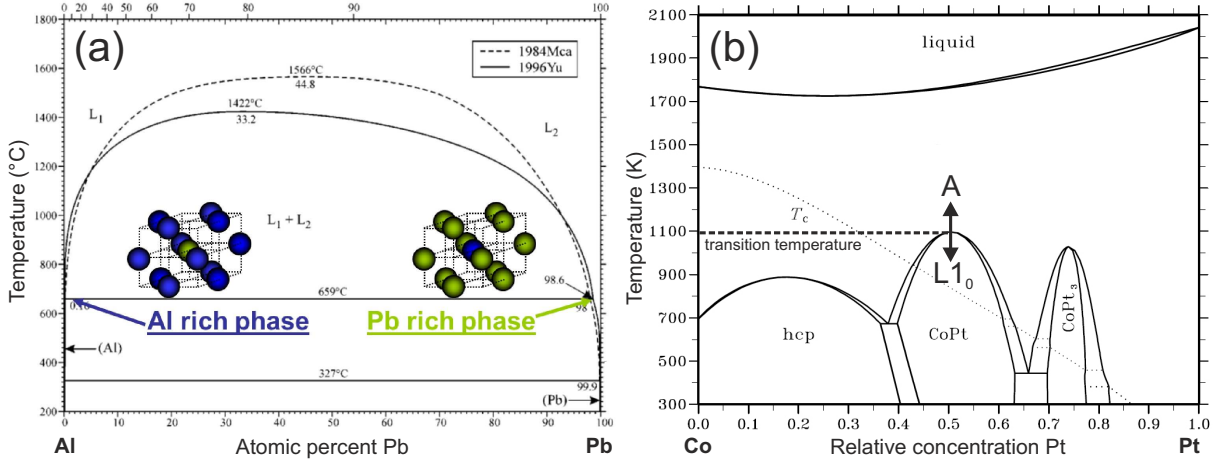 0 10 20 30 40 50 60 70 80 90 100
(a)
1800
1600
1400
1200
1000
800
600
400
200
Temperature (°C)
1984Mca
1996Yu
1566°C
44.8
1422°C
33.2
L1
L2
L1 + L2
98.6
659°C
98
Al rich phase
Pb rich phase
(Al)
327°C
99.9
(Pb)
0 10 20 30 40 50 60 70 80 90 100
Al
Atomic percent Pb
Pb
(b)
2100
1900
1700
1500
1300
1100
900
700
500
300
Temperature (K)
liquid
A
Tc
transition temperature
L10
hcp
CoPt
CoPt3
0.0 0.1 0.2 0.3 0.4 0.5 0.6 0.7 0.8 0.9 1.0
Co
Relative concentration Pt
Pt